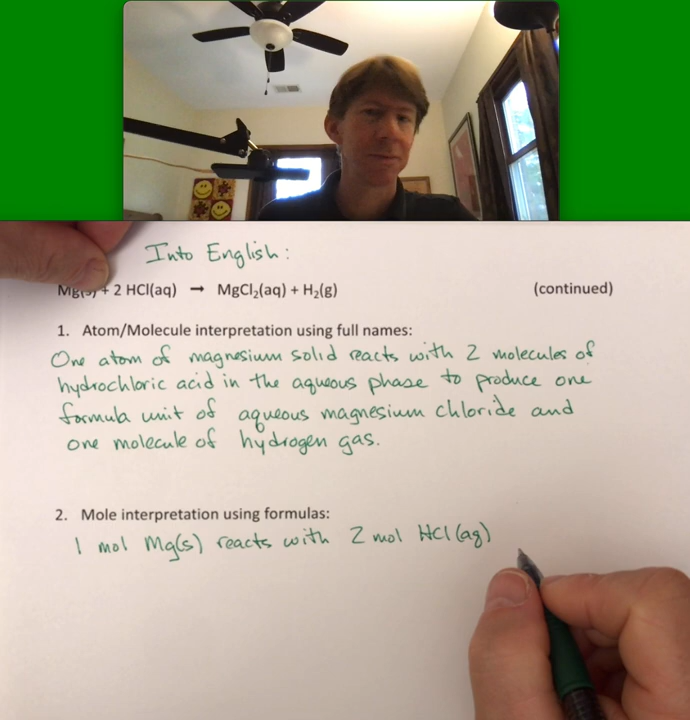 Into English:
Mg(s) + 2 HCl(aq) → MgCl₂(aq) + H₂(g) (continued)
1. Atom/Molecule interpretation using full names:
One atom of magnesium solid reacts with 2 molecules of
hydrochloric acid in the aqueous phase to produce one
formula unit of aqueous magnesium chloride and
one molecule of hydrogen gas.
2. Mole interpretation using formulas:
1 mol Mg(s) reacts with 2 mol HCl(aq)